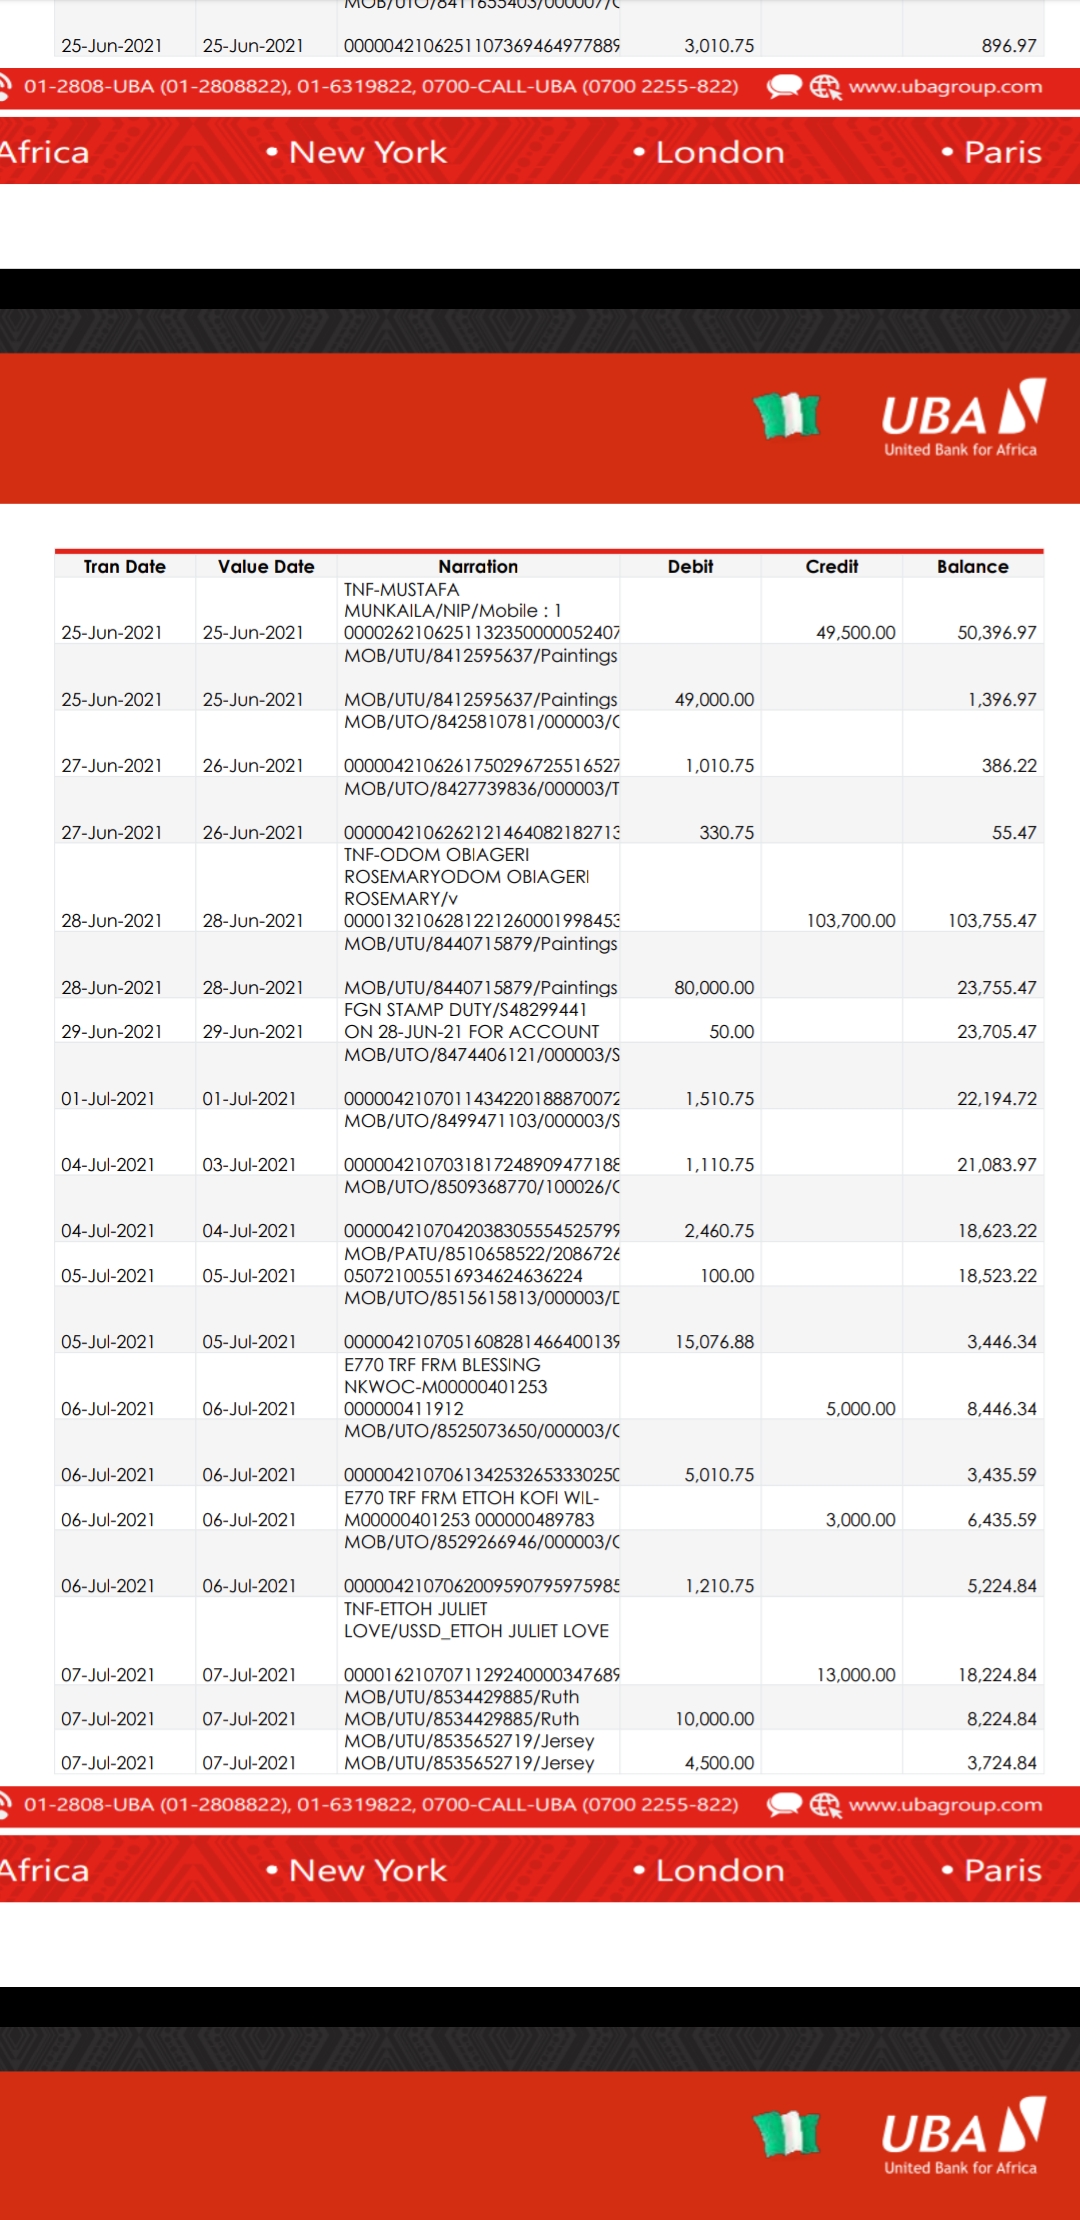 25-Jun-2021 25-Jun-2021 000004210625110736946497788 3,010.75 896.97
01-2808-UBA (01-2808822), 01-6319822, 0700-CALL-UBA (0700 2255-822) www.ubagroup.com
Africa • New York • London • Paris
UBA
United Bank for Africa
Tran Date Value Date Narration Debit Credit Balance
TNF-MUSTAFA
MUNKAILA/NIP/Mobile : 1
25-Jun-2021 25-Jun-2021 000026210625113235000005240 49,500.00 50,396.97
MOB/UTU/8412595637/Paintings
25-Jun-2021 25-Jun-2021 MOB/UTU/8412595637/Paintings 49,000.00 1,396.97
MOB/UTO/8425810781/000003/
27-Jun-2021 26-Jun-2021 000004210626175029672551652 1,010.75 386.22
MOB/UTO/8427739836/000003/T
27-Jun-2021 26-Jun-2021 000004210626212146408218271 330.75 55.47
TNF-ODOM OBIAGERI
ROSEMARYODOM OBIAGERI
ROSEMARY/v
28-Jun-2021 28-Jun-2021 000013210628122126000199845 103,700.00 103,755.47
MOB/UTU/8440715879/Paintings
28-Jun-2021 28-Jun-2021 MOB/UTU/8440715879/Paintings 80,000.00 23,755.47
FGN STAMP DUTY/S48299441
29-Jun-2021 29-Jun-2021 ON 28-JUN-21 FOR ACCOUNT 50.00 23,705.47
MOB/UTO/8474406121/000003/S
01-Jul-2021 01-Jul-2021 000004210701143422018887007 1,510.75 22,194.72
MOB/UTO/8499471103/000003/S
04-Jul-2021 03-Jul-2021 000004210703181724890947718 1,110.75 21,083.97
MOB/UTO/8509368770/100026/
04-Jul-2021 04-Jul-2021 000004210704203830555452579 2,460.75 18,623.22
MOB/PATU/8510658522/208672
05-Jul-2021 05-Jul-2021 050721005516934624636224 100.00 18,523.22
MOB/UTO/8515615813/000003/
05-Jul-2021 05-Jul-2021 000004210705160828146640013 15,076.88 3,446.34
E770 TRF FRM BLESSING
NKWOC-M00000401253
06-Jul-2021 06-Jul-2021 000000411912 5,000.00 8,446.34
MOB/UTO/8525073650/000003/
06-Jul-2021 06-Jul-2021 000004210706134253265333025 5,010.75 3,435.59
E770 TRF FRM ETTOH KOFI WIL-
06-Jul-2021 06-Jul-2021 M00000401253 000000489783 3,000.00 6,435.59
MOB/UTO/8529266946/000003/
06-Jul-2021 06-Jul-2021 000004210706200959079597598 1,210.75 5,224.84
TNF-ETTOH JULIET
LOVE/USSD_ETTOH JULIET LOVE
07-Jul-2021 07-Jul-2021 000016210707112924000034768 13,000.00 18,224.84
MOB/UTU/8534429885/Ruth
07-Jul-2021 07-Jul-2021 MOB/UTU/8534429885/Ruth 10,000.00 8,224.84
MOB/UTU/8535652719/Jersey
07-Jul-2021 07-Jul-2021 MOB/UTU/8535652719/Jersey 4,500.00 3,724.84
01-2808-UBA (01-2808822), 01-6319822, 0700-CALL-UBA (0700 2255-822) www.ubagroup.com
Africa • New York • London • Paris
UBA
United Bank for Africa